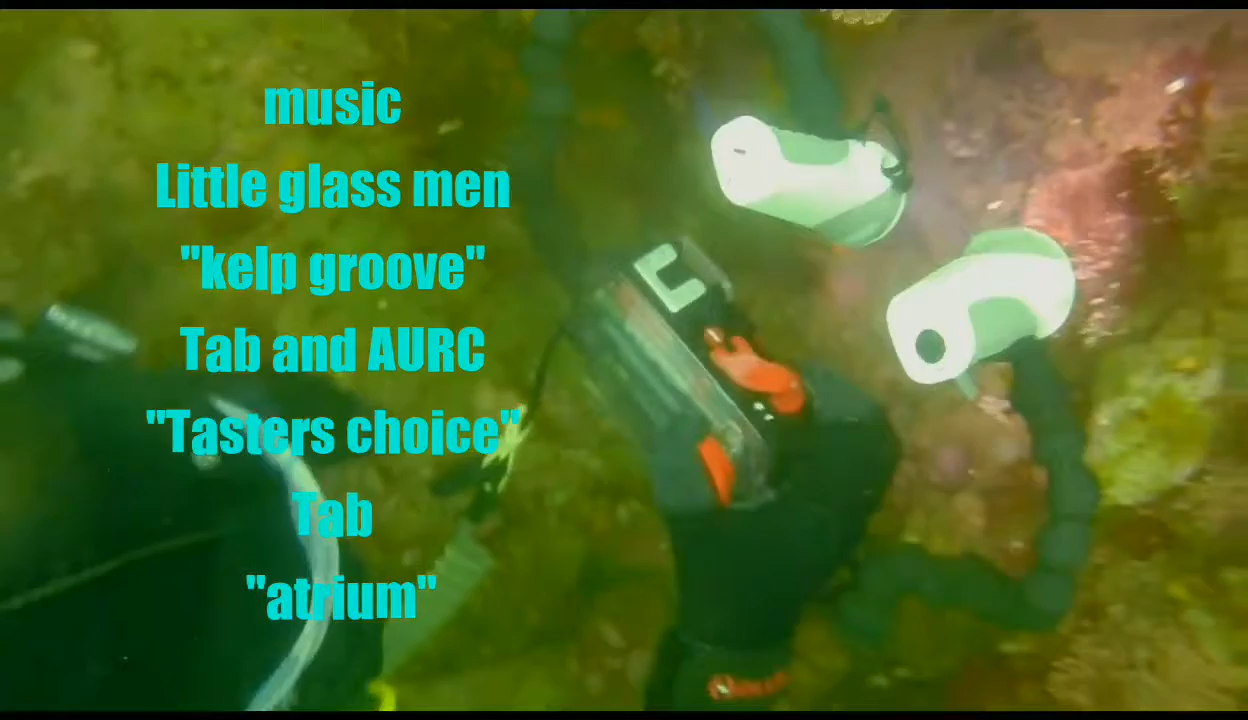 music
Little glass men
"kelp groove"
Tab and AURC
"Tasters choice"
Tab
"atrium"